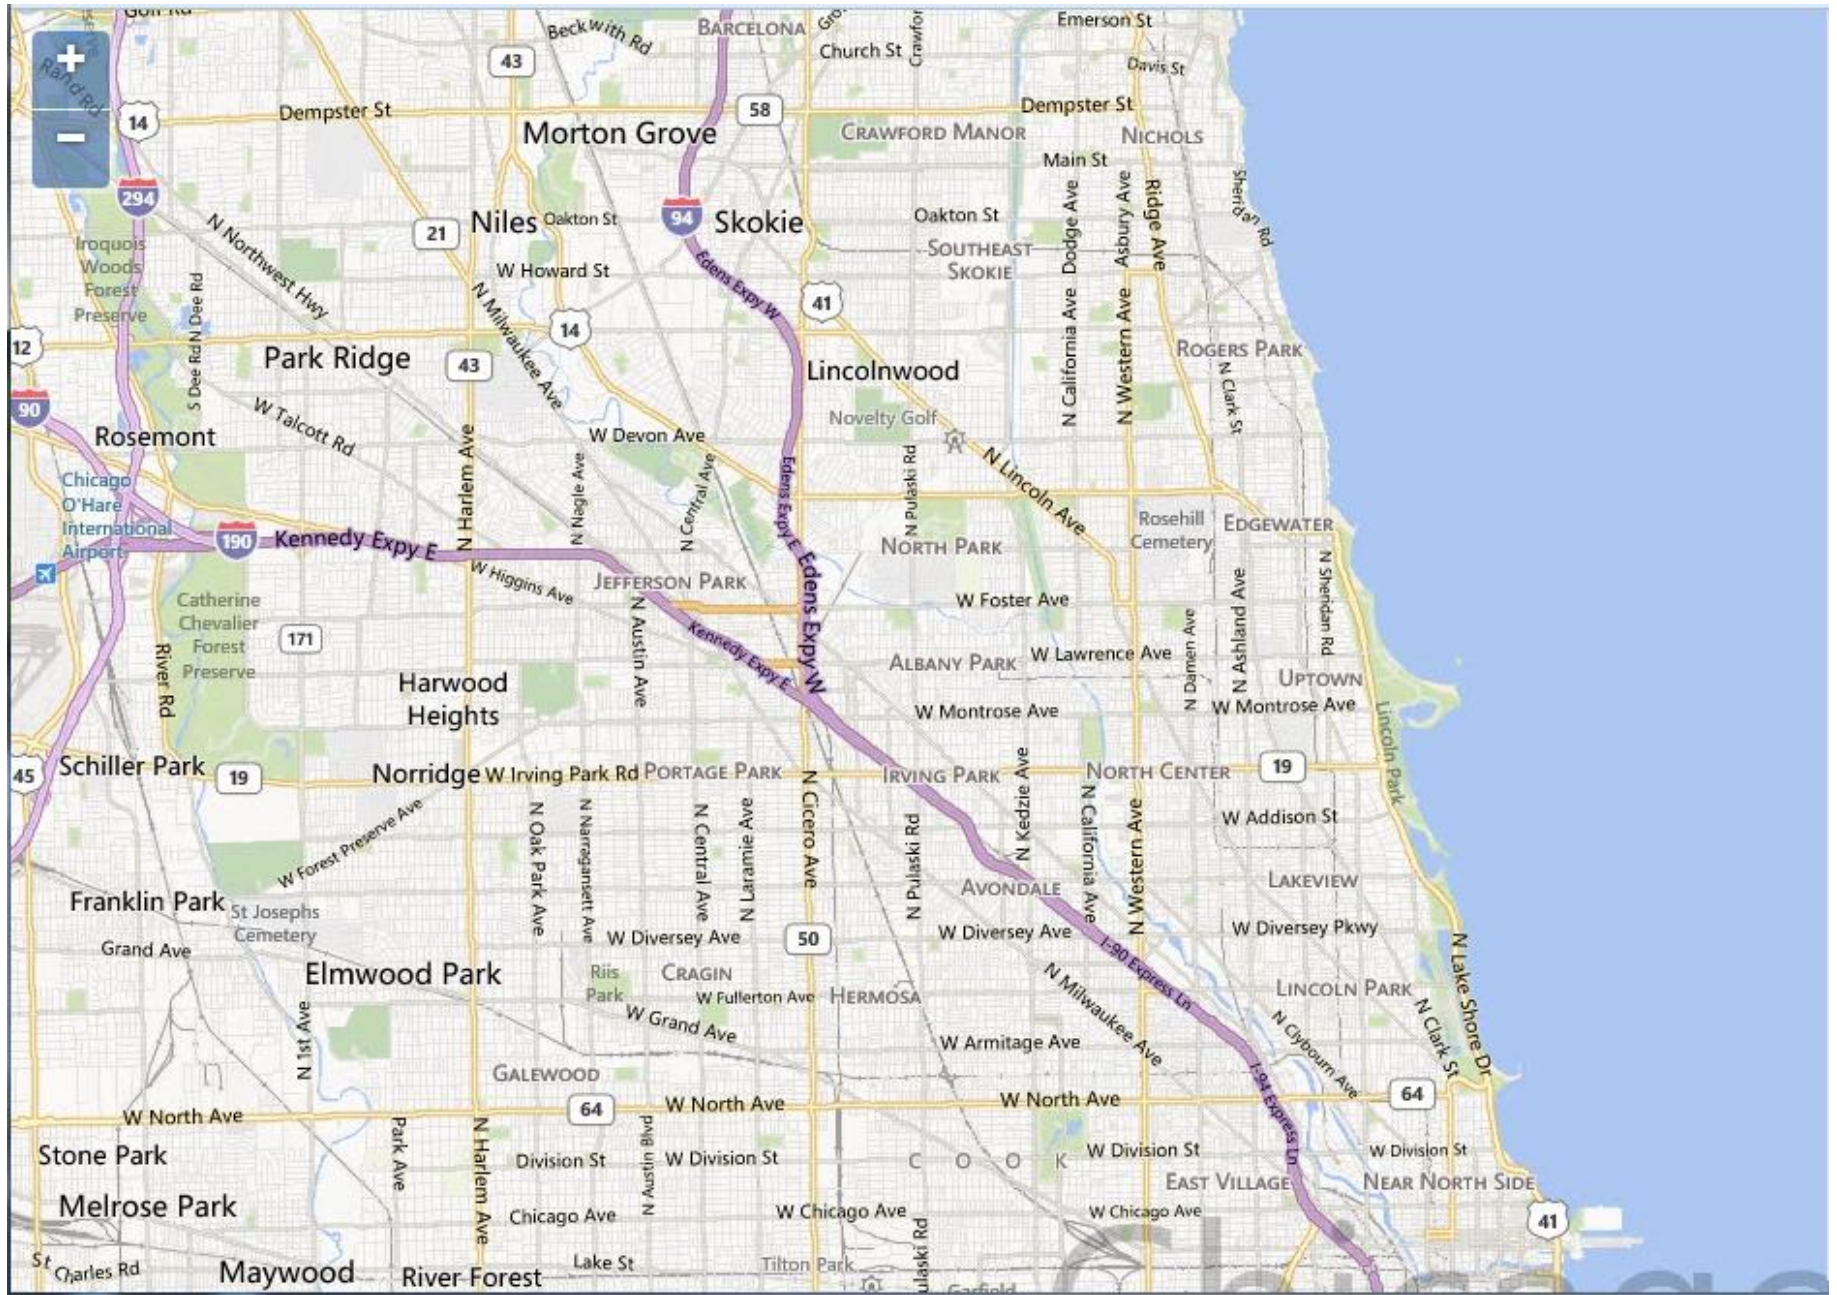 Golf Rd
Beckwith Rd
BARCELONA
Church St
Crawfor
Emerson St
Davis St
+
Rand Rd
−
43
14
Dempster St
58
Dempster St
Morton Grove
CRAWFORD MANOR
NICHOLS
Main St
294
N Northwest Hwy
21
Niles
Oakton St
94
Skokie
Oakton St
Dodge Ave
Asbury Ave
Ridge Ave
Sheridan Rd
Iroquois
Woods
Forest
Preserve
SOUTHEAST
SKOKIE
W Howard St
Edens Expy W
N Dee Rd
S Dee Rd
N Milwaukee Ave
14
41
12
Park Ridge
43
Lincolnwood
N California Ave
N Western Ave
ROGERS PARK
N Clark St
90
Rosemont
W Talcott Rd
W Devon Ave
Novelty Golf
N Lincoln Ave
Chicago
O'Hare
International
Airport
N Harlem Ave
N Nagle Ave
N Central Ave
Edens Expy E
N Pulaski Rd
Rosehill
Cemetery
EDGEWATER
190
Kennedy Expy E
NORTH PARK
W Higgins Ave
JEFFERSON PARK
Edens Expy W
Catherine
Chevalier
Forest
Preserve
171
N Austin Ave
W Foster Ave
N Damen Ave
N Ashland Ave
N Sheridan Rd
Kennedy Expy E
River Rd
ALBANY PARK
W Lawrence Ave
UPTOWN
Harwood
Heights
W Montrose Ave
W Montrose Ave
Lincoln Park
45
Schiller Park
19
Norridge
W Irving Park Rd
PORTAGE PARK
IRVING PARK
NORTH CENTER
19
W Forest Preserve Ave
N Oak Park Ave
N Narragansett Ave
N Central Ave
N Laramie Ave
N Cicero Ave
N Pulaski Rd
N Kedzie Ave
N California Ave
N Western Ave
W Addison St
AVONDALE
LAKEVIEW
Franklin Park
St Josephs
Cemetery
Grand Ave
W Diversey Ave
50
W Diversey Ave
W Diversey Pkwy
I-90 Express Ln
Elmwood Park
Riis
Park
CRAGIN
W Fullerton Ave
HERMOSA
N Milwaukee Ave
LINCOLN PARK
N Lake Shore Dr
N 1st Ave
W Grand Ave
W Armitage Ave
N Clybourn Ave
N Clark St
GALEWOOD
I-94 Express Ln
W North Ave
64
W North Ave
W North Ave
64
Stone Park
Park Ave
N Harlem Ave
Division St
N Austin Blvd
W Division St
COOK
W Division St
W Division St
Melrose Park
EAST VILLAGE
NEAR NORTH SIDE
Chicago Ave
W Chicago Ave
W Chicago Ave
41
St Charles Rd
Maywood
River Forest
Lake St
Tilton Park
ulaski Rd
Garfield
Chicago